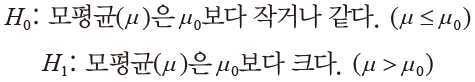 H₀: 모평균(μ)은 μ₀보다 작거나 같다. (μ ≤ μ₀)
H₁: 모평균(μ)은 μ₀보다 크다. (μ > μ₀)